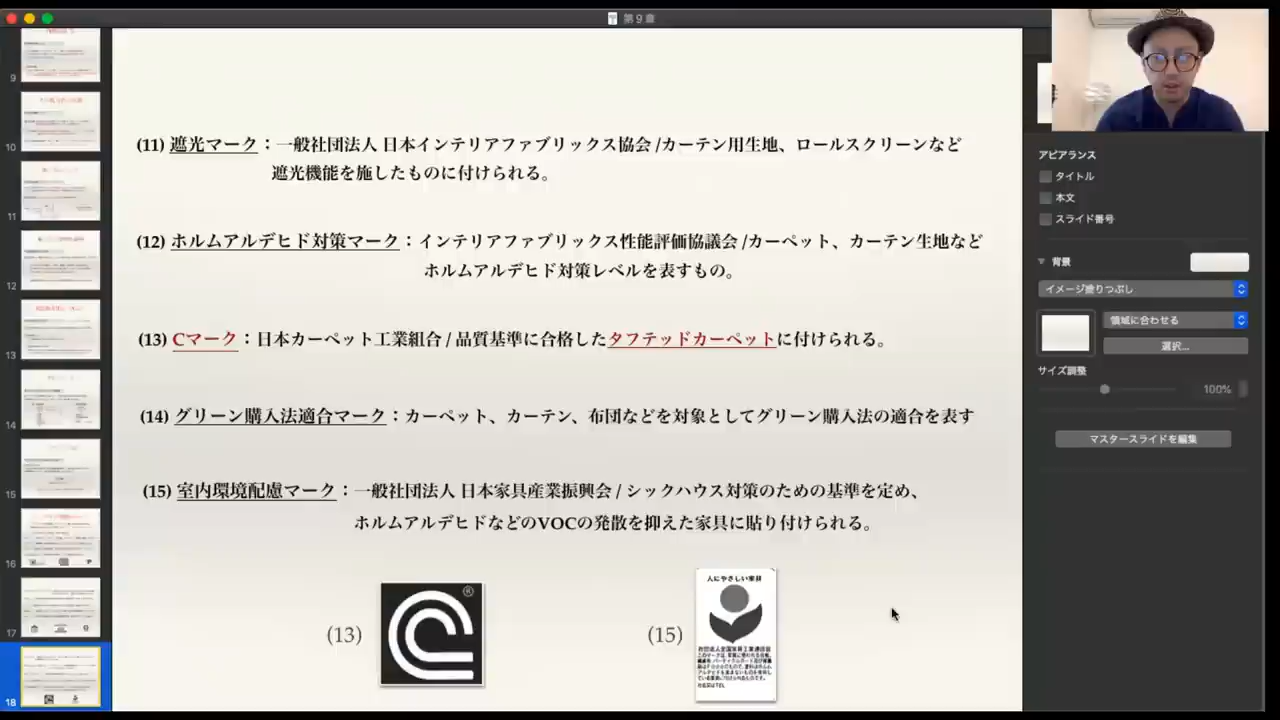 第9章
9
10
11
12
13
14
15
16
17
18
(11) 遮光マーク：一般社団法人 日本インテリアファブリックス協会 /カーテン用生地、ロールスクリーンなど
遮光機能を施したものに付けられる。
(12) ホルムアルデヒド対策マーク：インテリアファブリックス性能評価協議会 /カーペット、カーテン生地など
ホルムアルデヒド対策レベルを表すもの。
(13) Cマーク：日本カーペット工業組合 / 品質基準に合格したタフテッドカーペットに付けられる。
(14) グリーン購入法適合マーク：カーペット、カーテン、布団などを対象としてグリーン購入法の適合を表す
(15) 室内環境配慮マーク：一般社団法人 日本家具産業振興会 / シックハウス対策のための基準を定め、
ホルムアルデヒドなどのVOCの発散を抑えた家具に貼り付けられる。
(13)
®
(15)
人にやさしい家具
アピアランス
タイトル
本文
スライド番号
背景
イメージ塗りつぶし
領域に合わせる
選択...
サイズ調整
100%
マスタースライドを編集